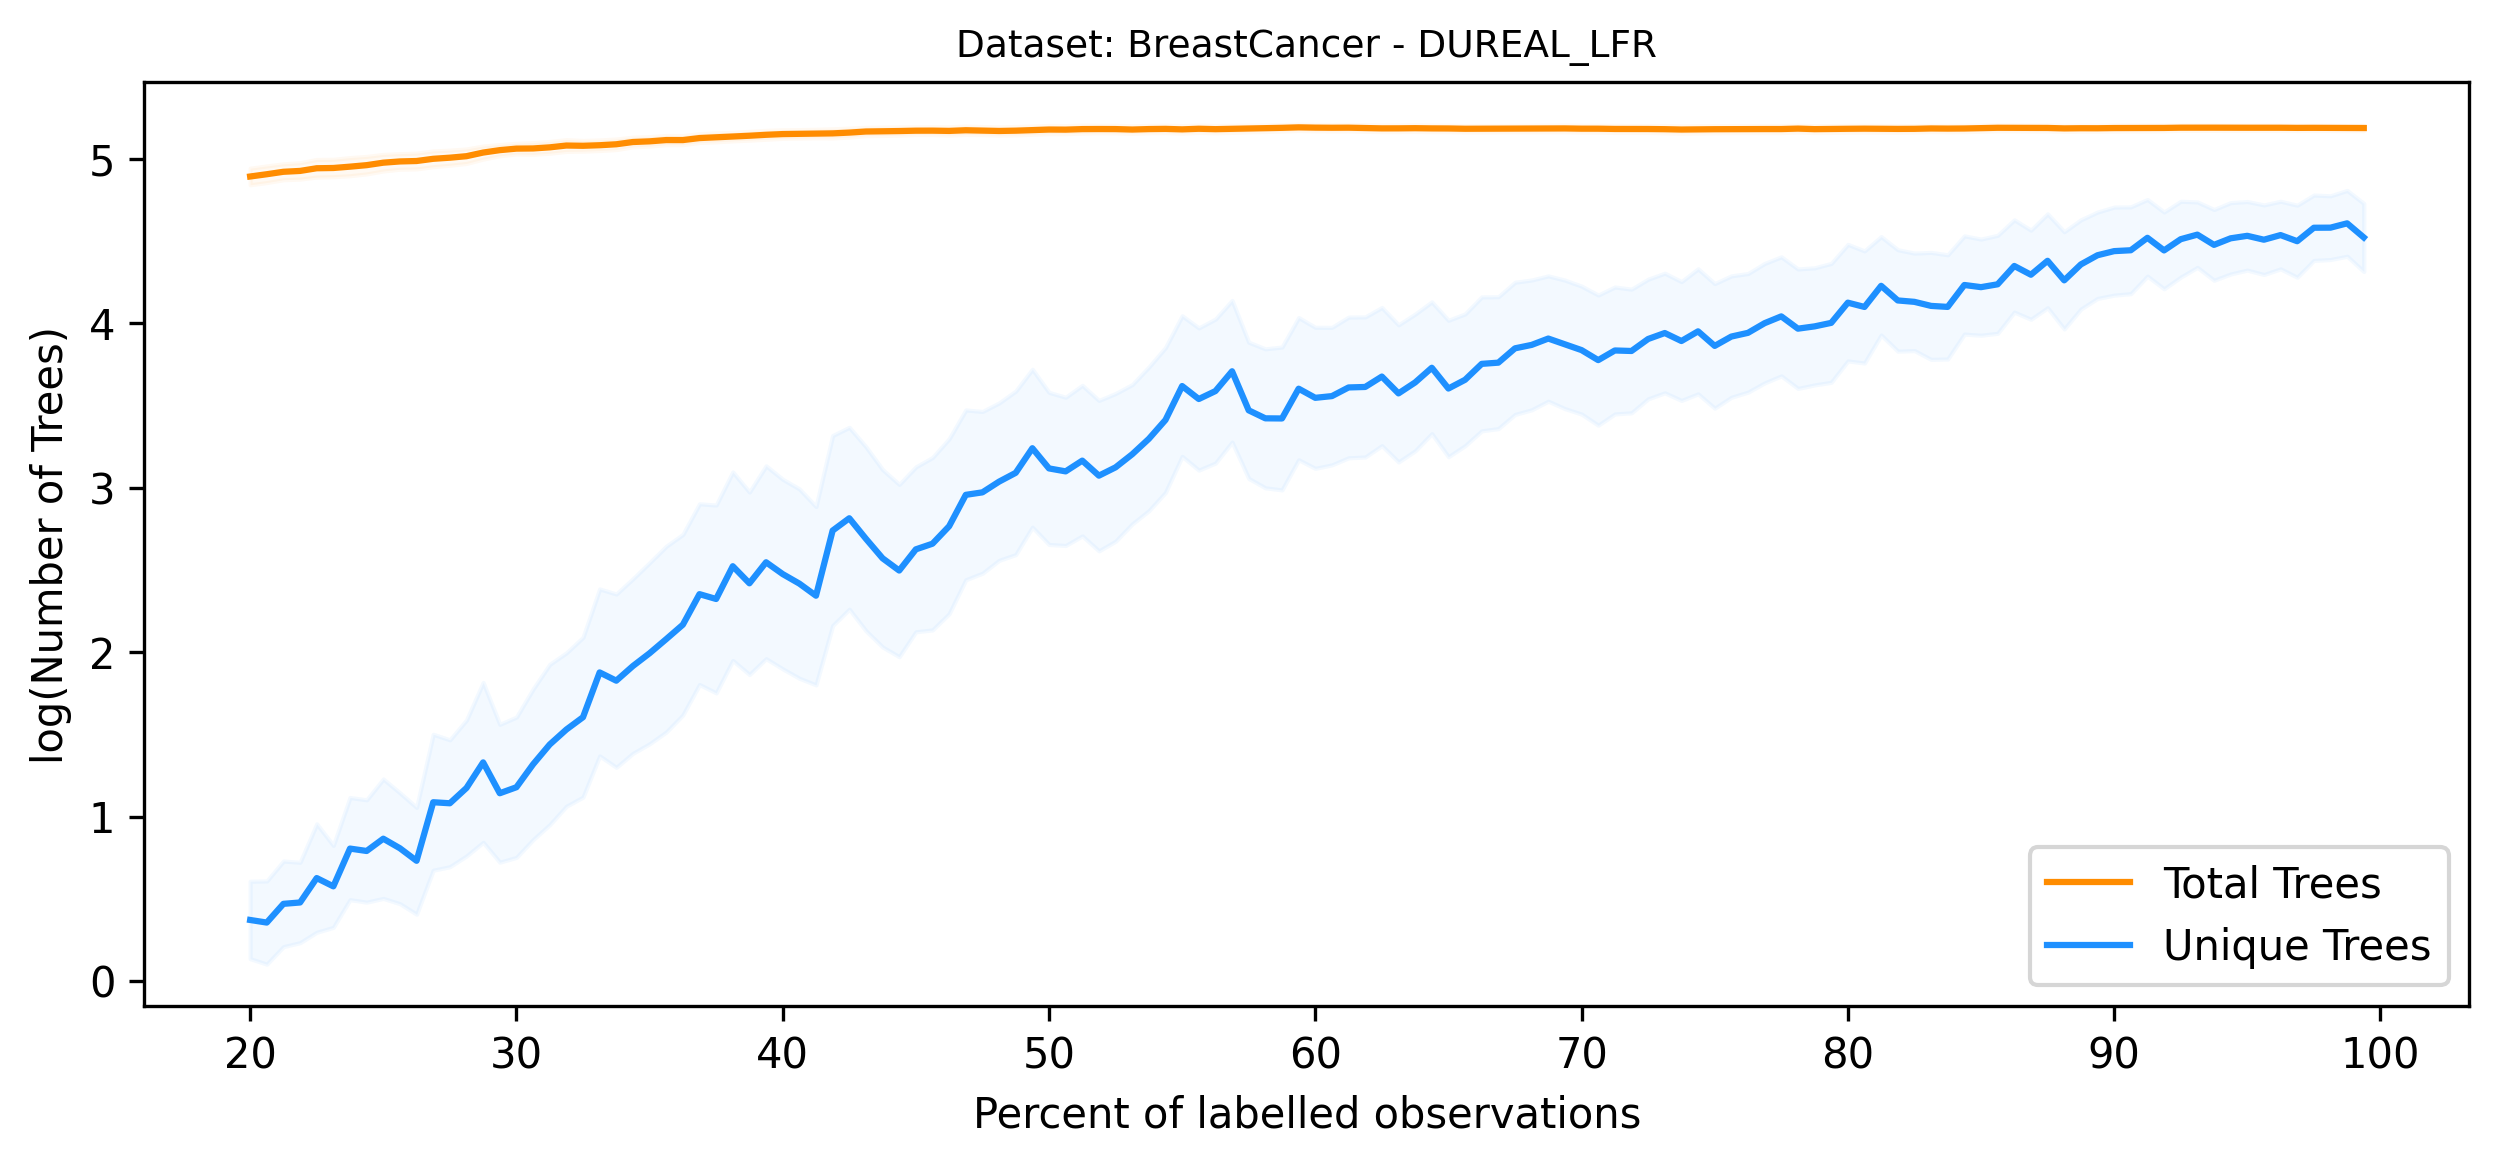 Dataset: BreastCancer - DUREAL_LFR
log(Number of Trees)
5
4
3
2
1
0
Total Trees
Unique Trees
20 30 40 50 60 70 80 90 100
Percent of labelled observations